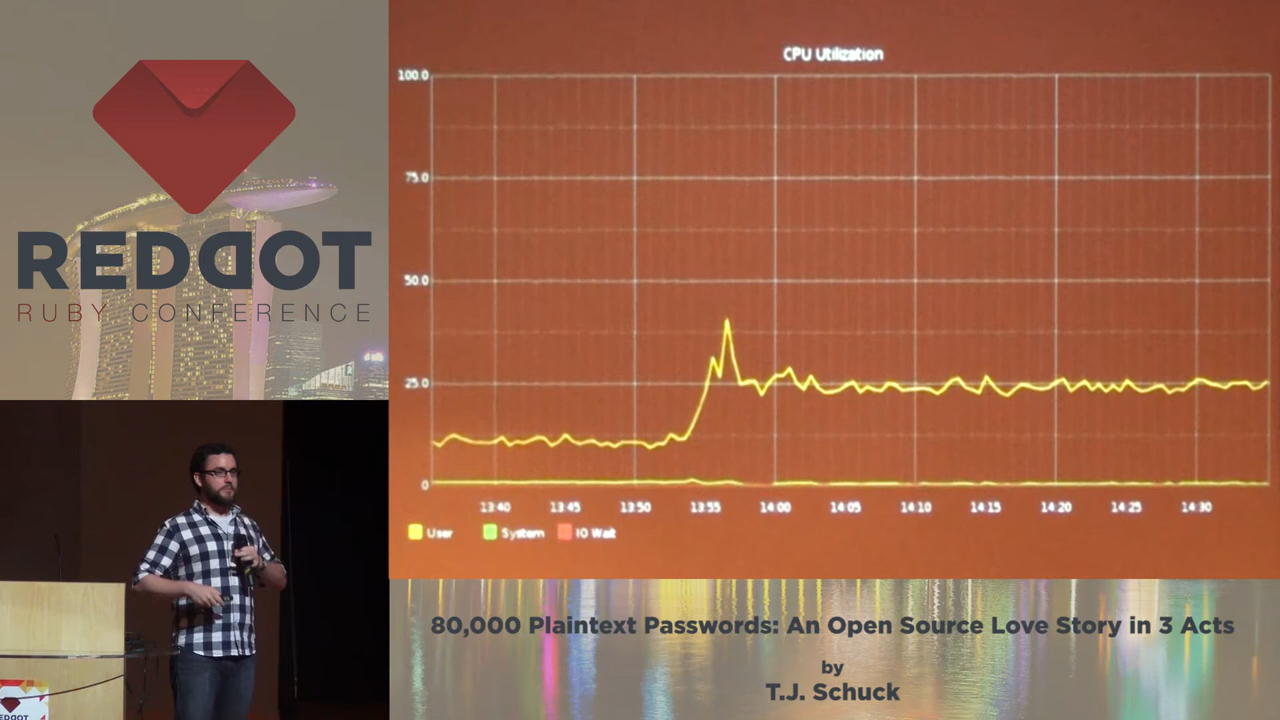 REDDOT
RUBY CONFERENCE
CPU Utilization
100.0
75.0
50.0
25.0
0
13:40 13:45 13:50 13:55 14:00 14:05 14:10 14:15 14:20 14:25 14:30
User System IO Wait
80,000 Plaintext Passwords: An Open Source Love Story in 3 Acts
by
T.J. Schuck
REDDOT